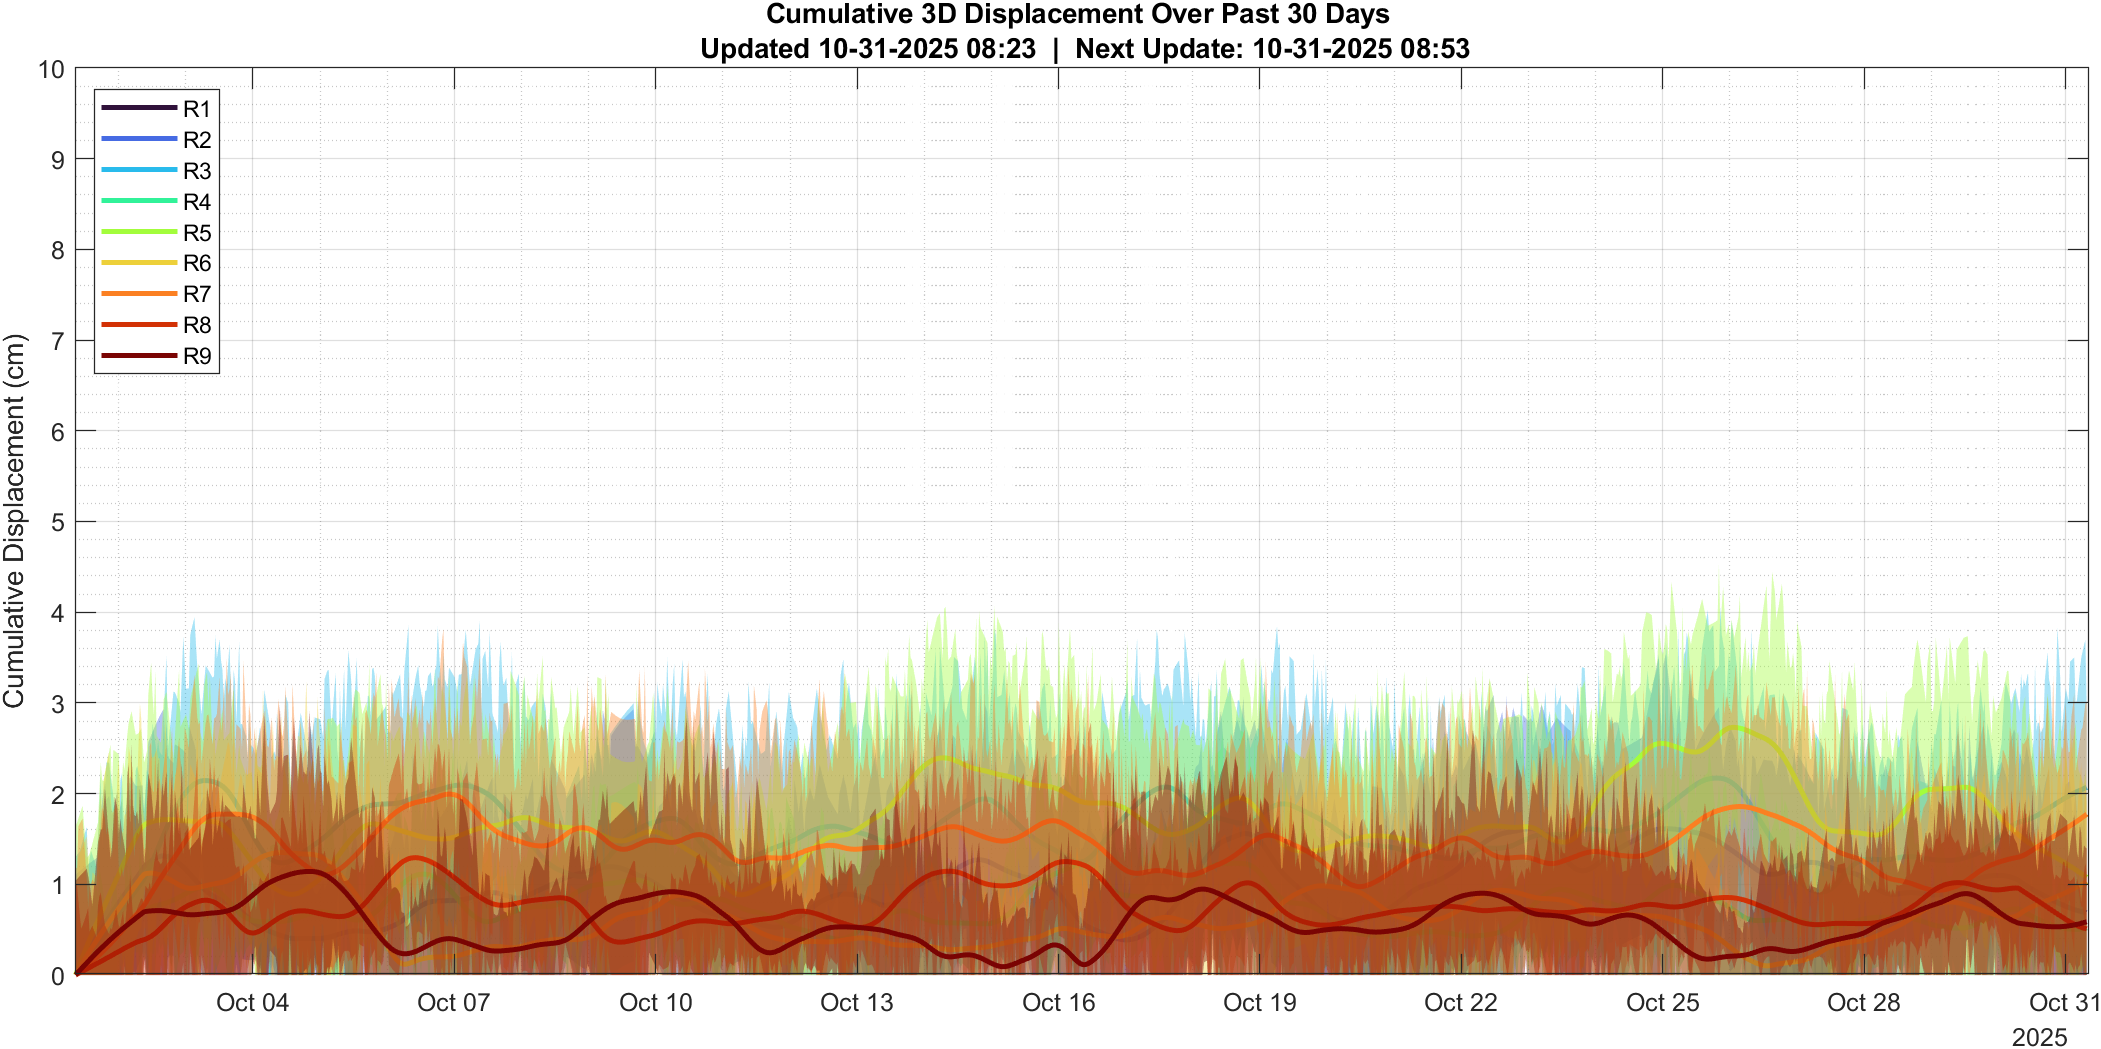 Cumulative 3D Displacement Over Past 30 Days
Updated 10-31-2025 08:23 | Next Update: 10-31-2025 08:53
10
9
8
7
6
5
4
3
2
1
0
Cumulative Displacement (cm)
R1
R2
R3
R4
R5
R6
R7
R8
R9
Oct 04
Oct 07
Oct 10
Oct 13
Oct 16
Oct 19
Oct 22
Oct 25
Oct 28
Oct 31
2025